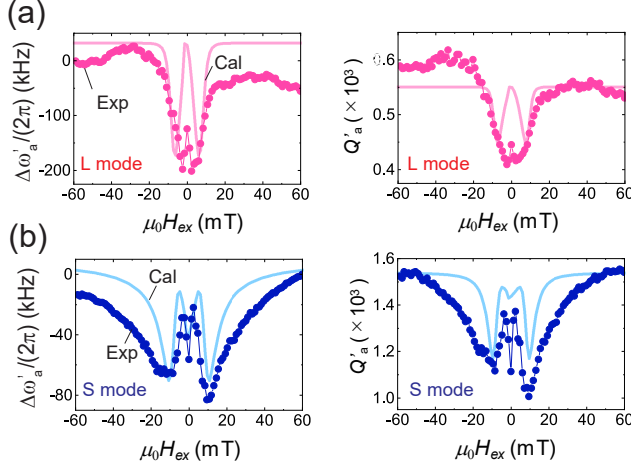 (a)
Δω'ₐ/(2π) (kHz)
0
-100
-200
Cal
Exp
L mode
-60 -40 -20 0 20 40 60
μ₀Hₑₓ (mT)
Q'ₐ (× 10³)
0.6
0.5
0.4
L mode
-60 -40 -20 0 20 40 60
μ₀Hₑₓ (mT)
(b)
Δω'ₐ/(2π) (kHz)
0
-40
-80
Cal
Exp
S mode
-60 -40 -20 0 20 40 60
μ₀Hₑₓ (mT)
Q'ₐ (× 10³)
1.6
1.4
1.2
1.0
S mode
-60 -40 -20 0 20 40 60
μ₀Hₑₓ (mT)